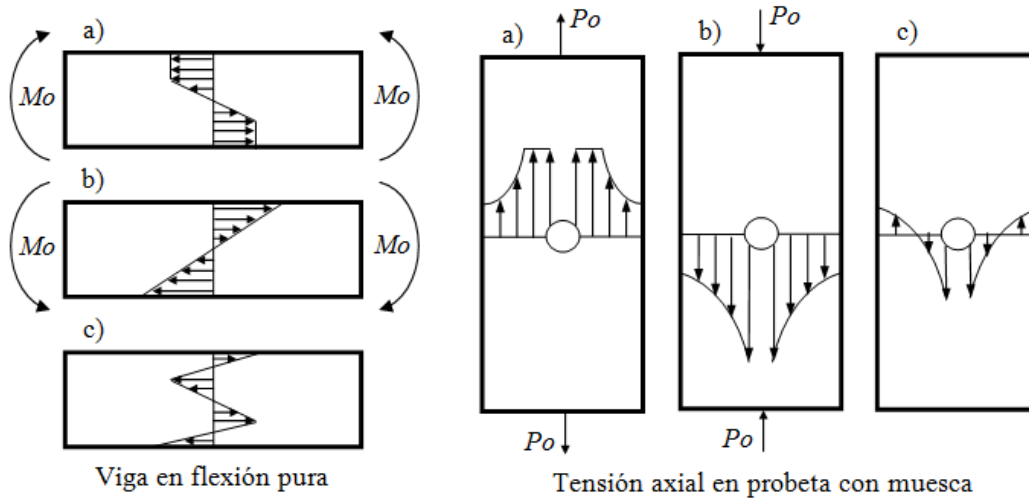 a)
Mo
Mo
b)
Mo
Mo
c)
Viga en flexión pura
a)
Po
Po
b)
Po
Po
c)
Tensión axial en probeta con muesca